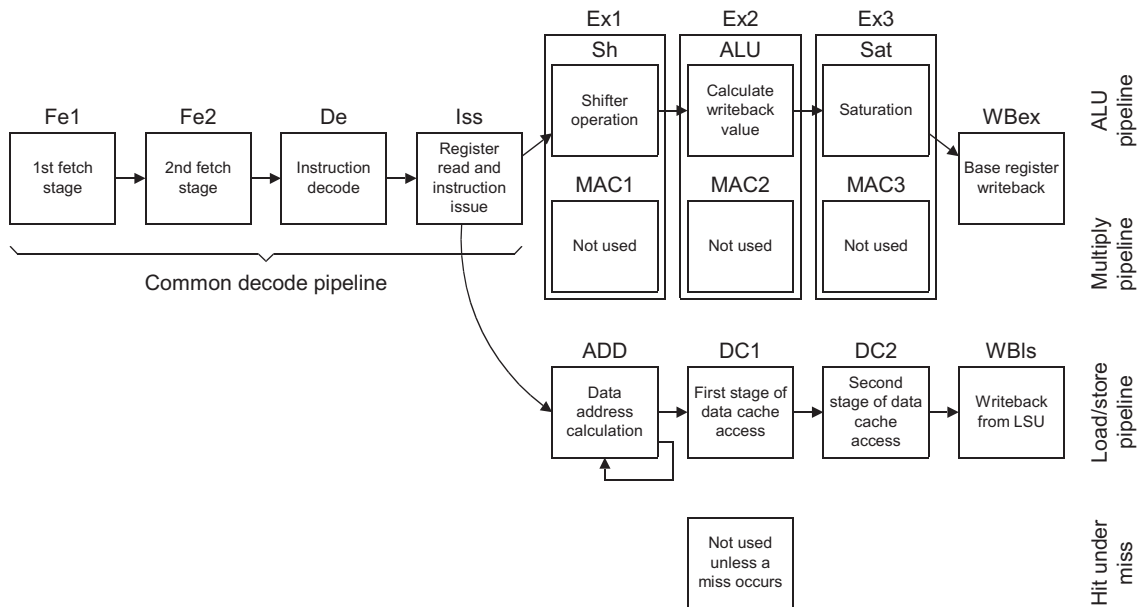 Ex1
Ex2
Ex3
Sh
ALU
Sat
Fe1
Fe2
De
Iss
WBex
1st fetch
stage
2nd fetch
stage
Instruction
decode
Register
read and
instruction
issue
Shifter
operation
Calculate
writeback
value
Saturation
Base register
writeback
ALU
pipeline
MAC1
MAC2
MAC3
Not used
Not used
Not used
Multiply
pipeline
Common decode pipeline
ADD
DC1
DC2
WBls
Data
address
calculation
First stage of
data cache
access
Second
stage of data
cache
access
Writeback
from LSU
Load/store
pipeline
Not used
unless a
miss occurs
Hit under
miss